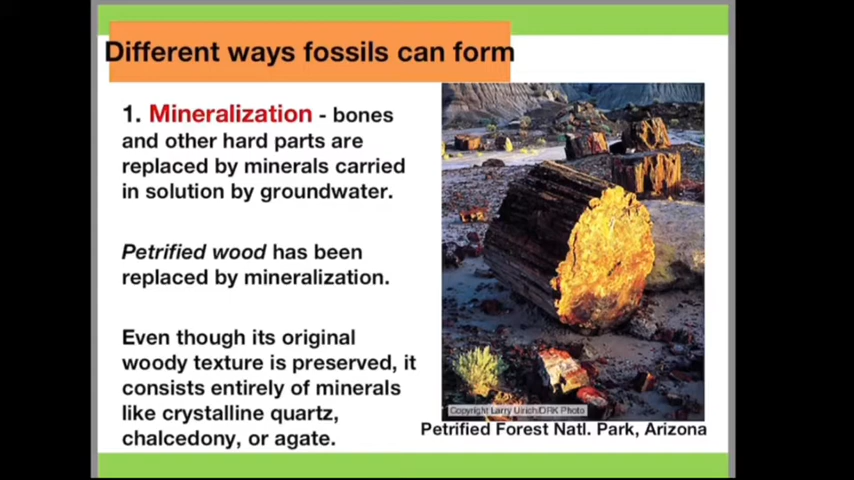 Different ways fossils can form
1. Mineralization - bones
and other hard parts are
replaced by minerals carried
in solution by groundwater.
Petrified wood has been
replaced by mineralization.
Even though its original
woody texture is preserved, it
consists entirely of minerals
like crystalline quartz,
chalcedony, or agate.
Copyright Larry Ulrich/DRK Photo
Petrified Forest Natl. Park, Arizona